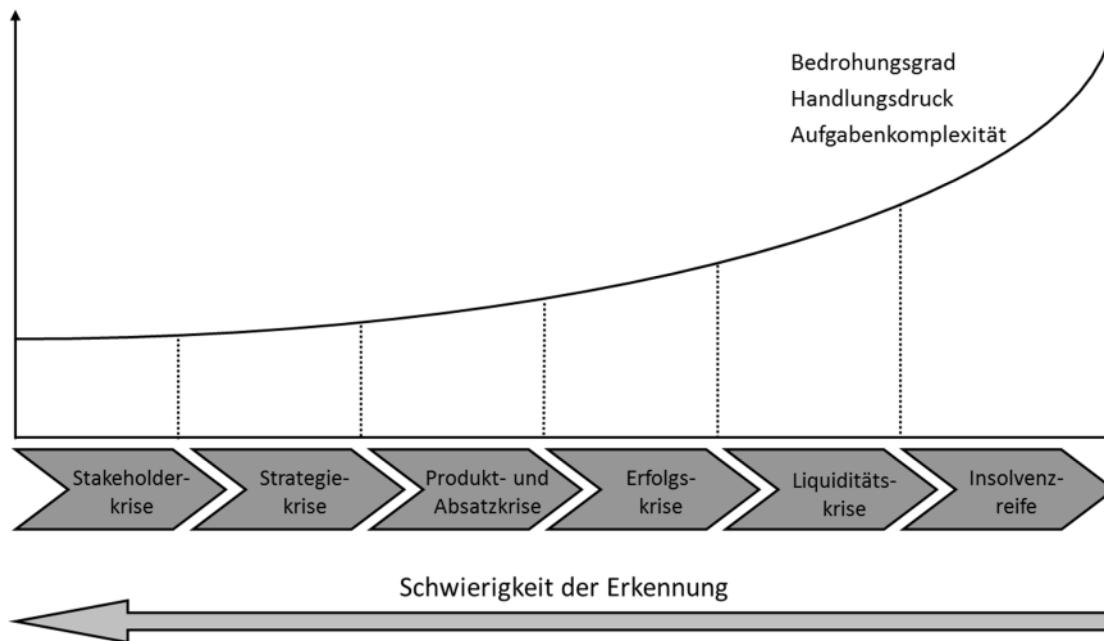 Bedrohungsgrad
Handlungsdruck
Aufgabenkomplexität
Stakeholder-
krise
Strategie-
krise
Produkt- und
Absatzkrise
Erfolgs-
krise
Liquiditäts-
krise
Insolvenz-
reife
Schwierigkeit der Erkennung